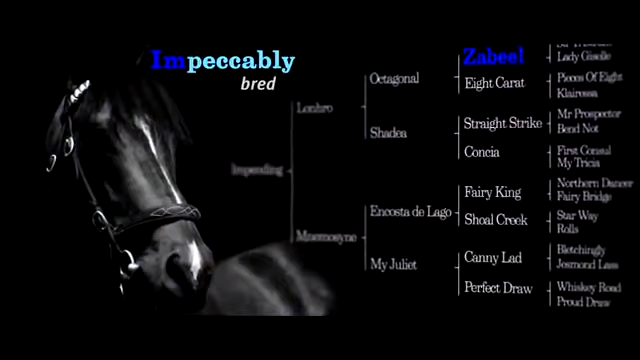 Impeccably
bred
Impending
Lonhro
Mnemosyne
Octagonal
Shadea
Encosta de Lago
My Juliet
Zabeel
Eight Carat
Straight Strike
Concia
Fairy King
Shoal Creek
Canny Lad
Perfect Draw
Sir Tristram
Lady Giselle
Pieces Of Eight
Klairessa
Mr Prospector
Bend Not
First Consul
My Tricia
Northern Dancer
Fairy Bridge
Star Way
Rolls
Bletchingly
Jesmond Lass
Whiskey Road
Proud Draw